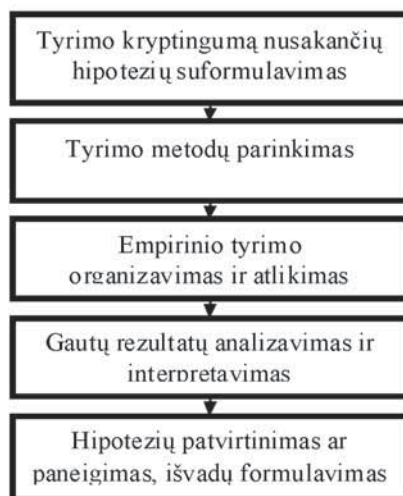 Tyrimo kryptingumą nusakančių
hipotezių suformulavimas
Tyrimo metodų parinkimas
Empirinio tyrimo
organizavimas ir atlikimas
Gautų rezultatų analizavimas ir
interpretavimas
Hipotezių patvirtinimas ar
paneigimas, išvadų formulavimas